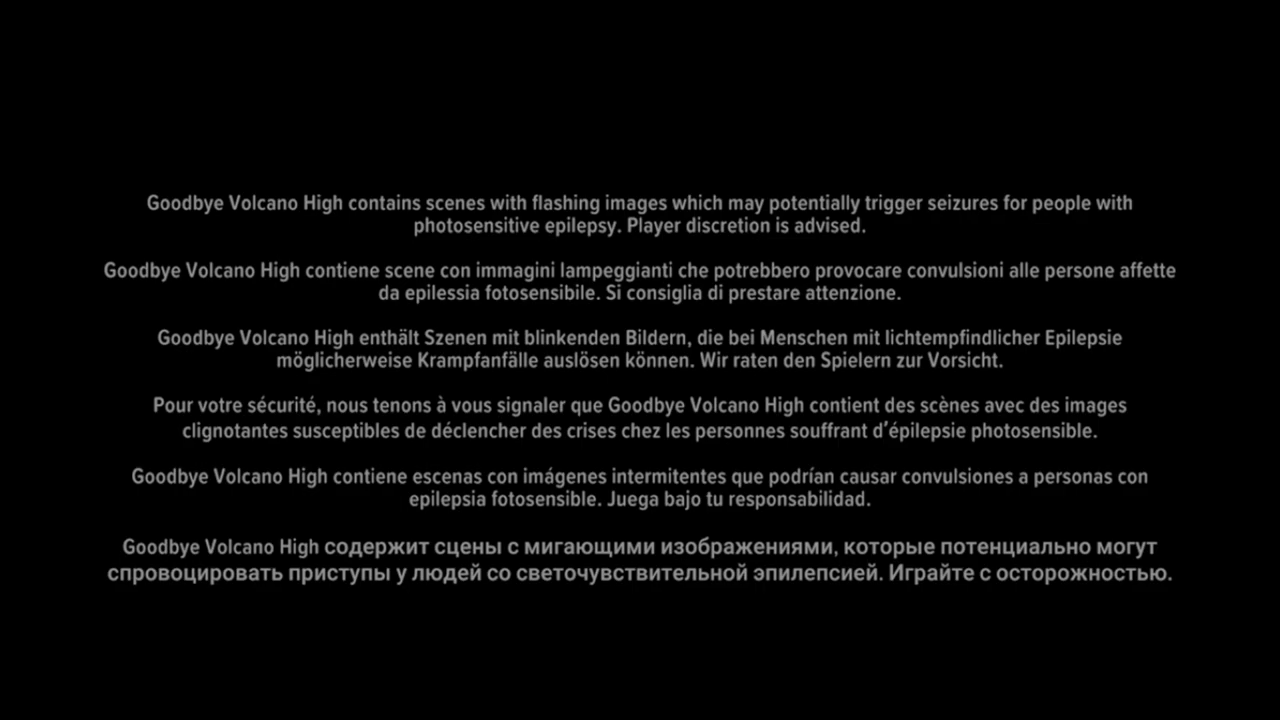 Goodbye Volcano High contains scenes with flashing images which may potentially trigger seizures for people with
photosensitive epilepsy. Player discretion is advised.
Goodbye Volcano High contiene scene con immagini lampeggianti che potrebbero provocare convulsioni alle persone affette
da epilessia fotosensibile. Si consiglia di prestare attenzione.
Goodbye Volcano High enthält Szenen mit blinkenden Bildern, die bei Menschen mit lichtempfindlicher Epilepsie
möglicherweise Krampfanfälle auslösen können. Wir raten den Spielern zur Vorsicht.
Pour votre sécurité, nous tenons à vous signaler que Goodbye Volcano High contient des scènes avec des images
clignotantes susceptibles de déclencher des crises chez les personnes souffrant d’épilepsie photosensible.
Goodbye Volcano High contiene escenas con imágenes intermitentes que podrían causar convulsiones a personas con
epilepsia fotosensible. Juega bajo tu responsabilidad.
Goodbye Volcano High содержит сцены с мигающими изображениями, которые потенциально могут
спровоцировать приступы у людей со светочувствительной эпилепсией. Играйте с осторожностью.